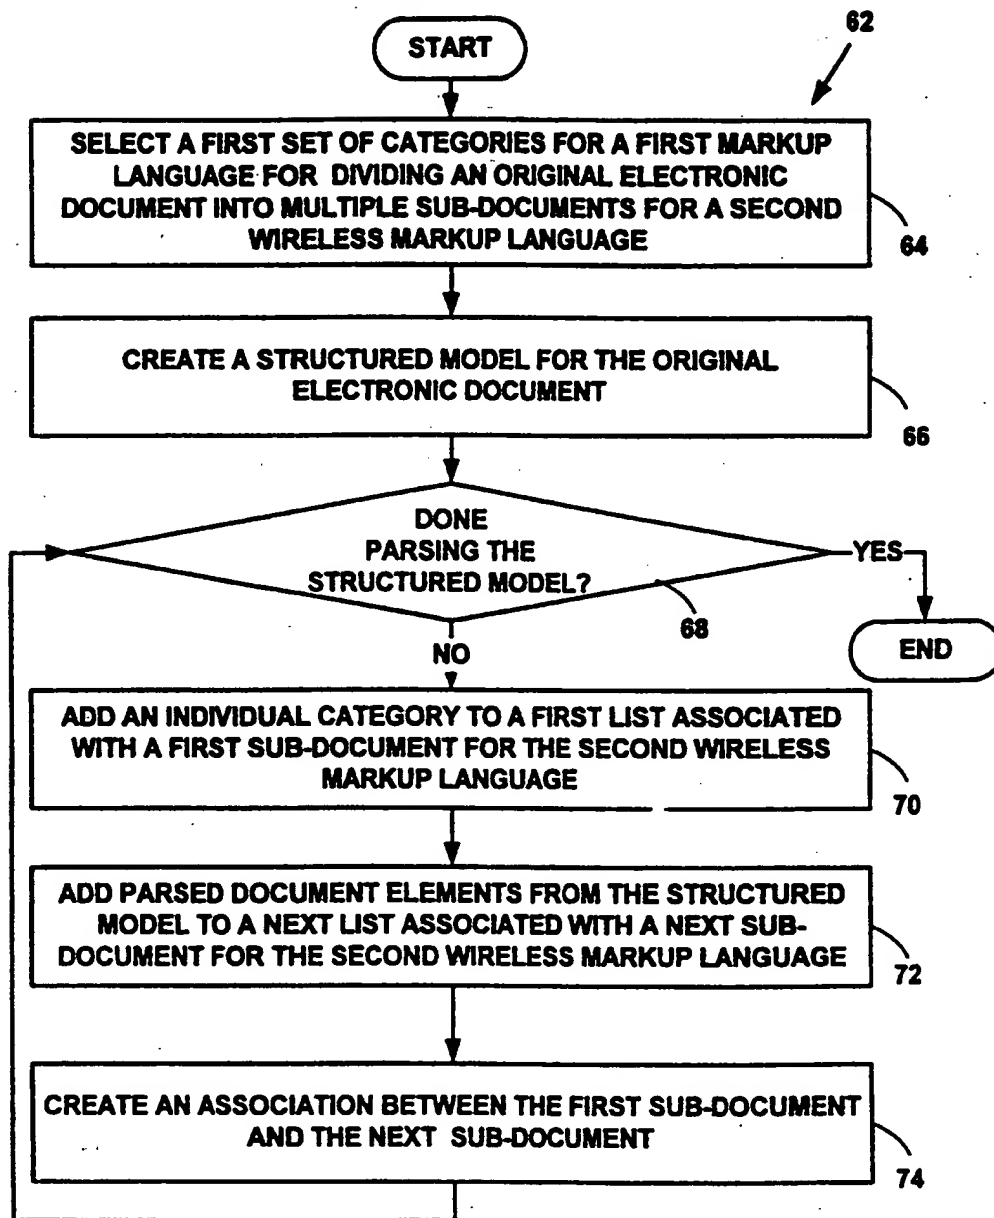 62
START
SELECT A FIRST SET OF CATEGORIES FOR A FIRST MARKUP
LANGUAGE FOR DIVIDING AN ORIGINAL ELECTRONIC
DOCUMENT INTO MULTIPLE SUB-DOCUMENTS FOR A SECOND
WIRELESS MARKUP LANGUAGE
64
CREATE A STRUCTURED MODEL FOR THE ORIGINAL
ELECTRONIC DOCUMENT
66
DONE
PARSING THE
STRUCTURED MODEL?
68
YES
END
NO
ADD AN INDIVIDUAL CATEGORY TO A FIRST LIST ASSOCIATED
WITH A FIRST SUB-DOCUMENT FOR THE SECOND WIRELESS
MARKUP LANGUAGE
70
ADD PARSED DOCUMENT ELEMENTS FROM THE STRUCTURED
MODEL TO A NEXT LIST ASSOCIATED WITH A NEXT SUB-
DOCUMENT FOR THE SECOND WIRELESS MARKUP LANGUAGE
72
CREATE AN ASSOCIATION BETWEEN THE FIRST SUB-DOCUMENT
AND THE NEXT SUB-DOCUMENT
74